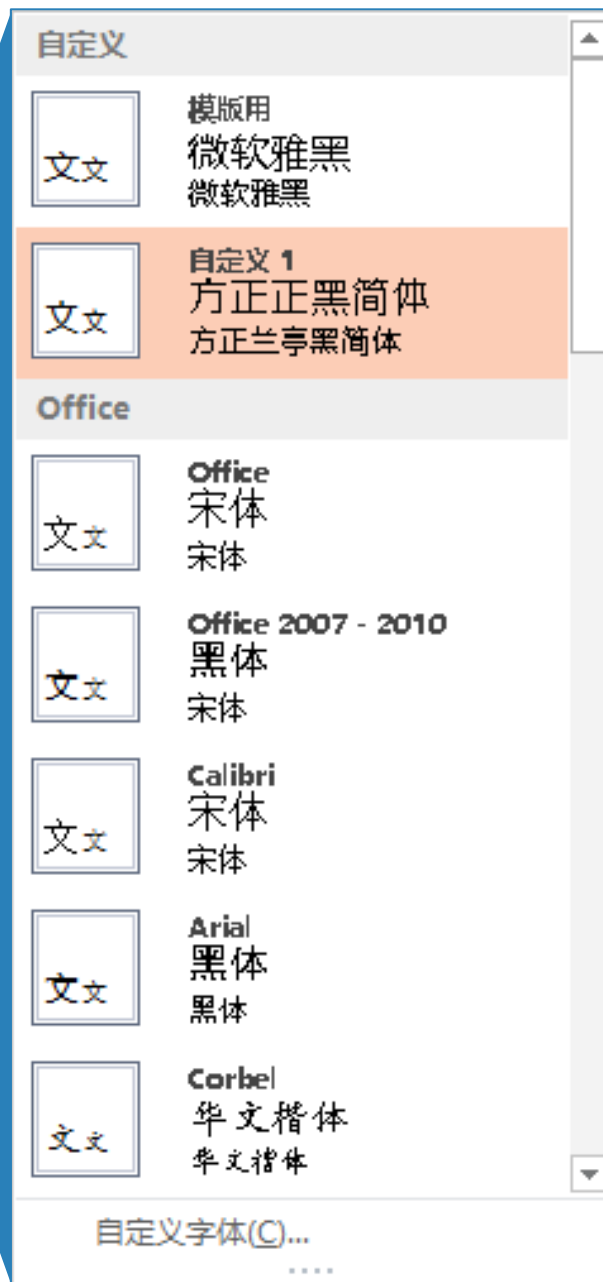 自定义
文文
模版用
微软雅黑
微软雅黑
文文
自定义 1
方正正黑简体
方正兰亭黑简体
Office
文文
Office
宋体
宋体
文文
Office 2007 - 2010
黑体
宋体
文文
Calibri
宋体
宋体
文文
Arial
黑体
黑体
文文
Corbel
华文楷体
华文楷体
自定义字体(C)...